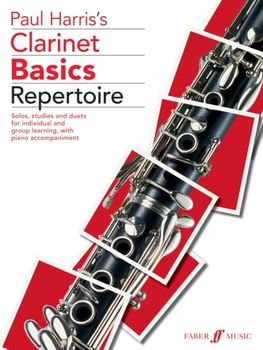 Paul Harris's
Clarinet
Basics
Repertoire
Solos, studies and duets
for individual and
group learning, with
piano accompaniment
FABER ff MUSIC